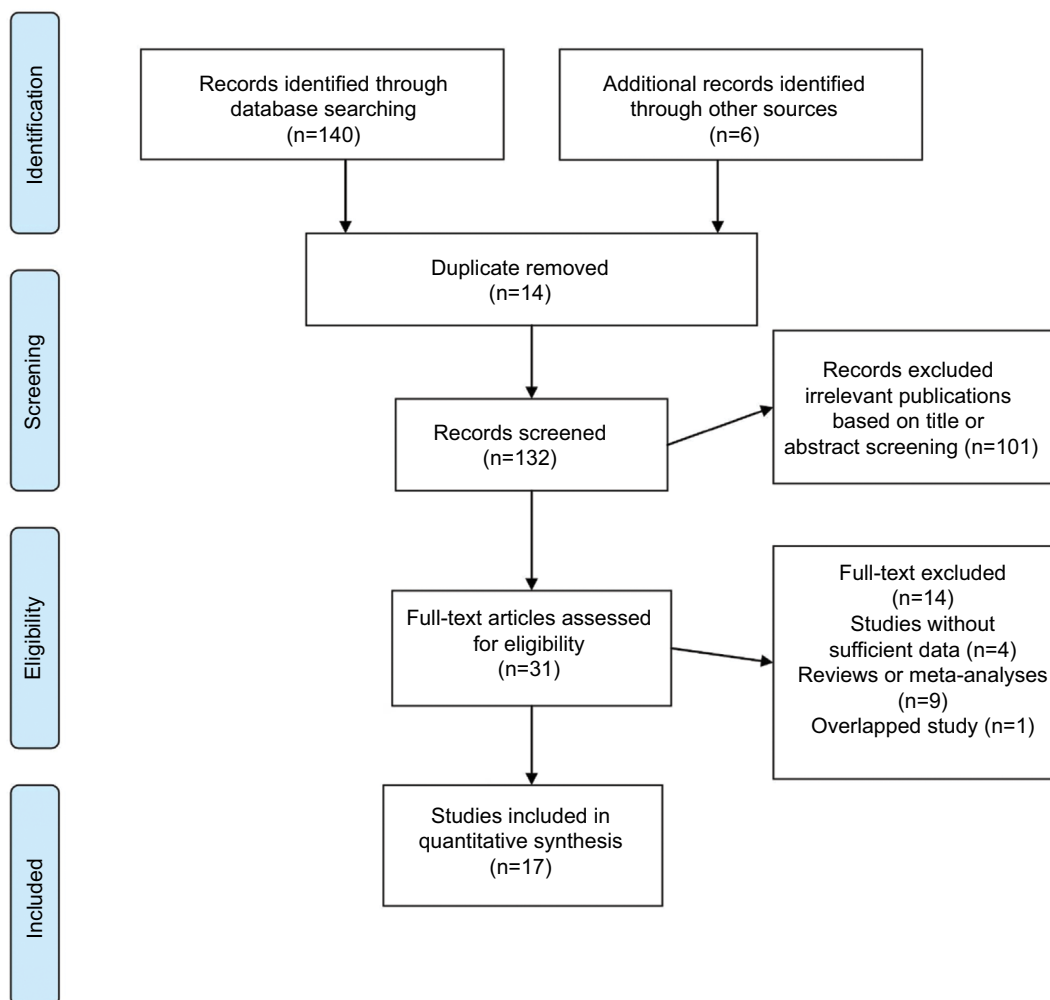 Identification
Records identified through
database searching
(n=140)
Additional records identified
through other sources
(n=6)
Duplicate removed
(n=14)
Screening
Records screened
(n=132)
Records excluded
irrelevant publications
based on title or
abstract screening (n=101)
Eligibility
Full-text articles assessed
for eligibility
(n=31)
Full-text excluded
(n=14)
Studies without
sufficient data (n=4)
Reviews or meta-analyses
(n=9)
Overlapped study (n=1)
Included
Studies included in
quantitative synthesis
(n=17)